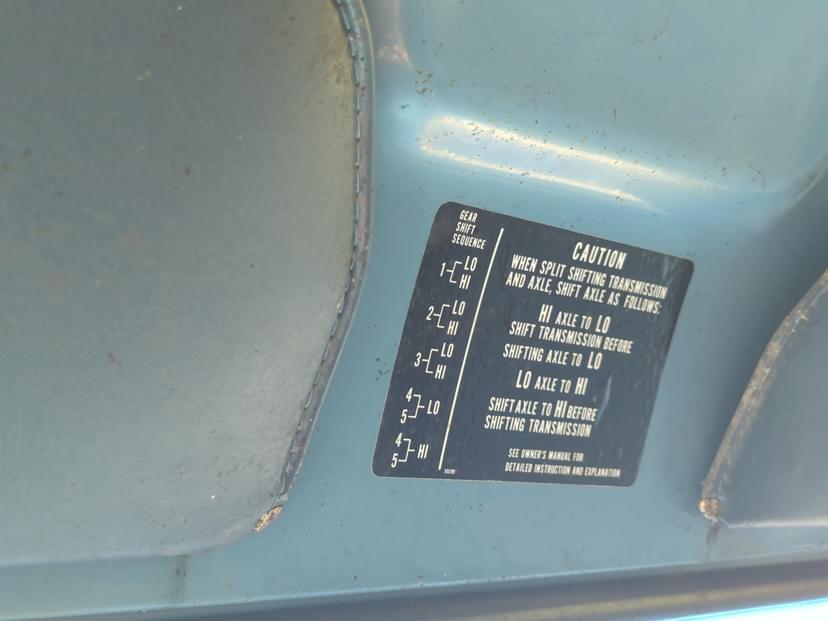 GEAR
SHIFT
SEQUENCE
1 LO
HI
2 LO
HI
3 LO
HI
4
5 LO
4
5 HI
CAUTION
WHEN SPLIT SHIFTING TRANSMISSION
AND AXLE, SHIFT AXLE AS FOLLOWS:
HI AXLE TO LO
SHIFT TRANSMISSION BEFORE
SHIFTING AXLE TO LO
LO AXLE TO HI
SHIFT AXLE TO HI BEFORE
SHIFTING TRANSMISSION
SEE OWNER'S MANUAL FOR
DETAILED INSTRUCTION AND EXPLANATION